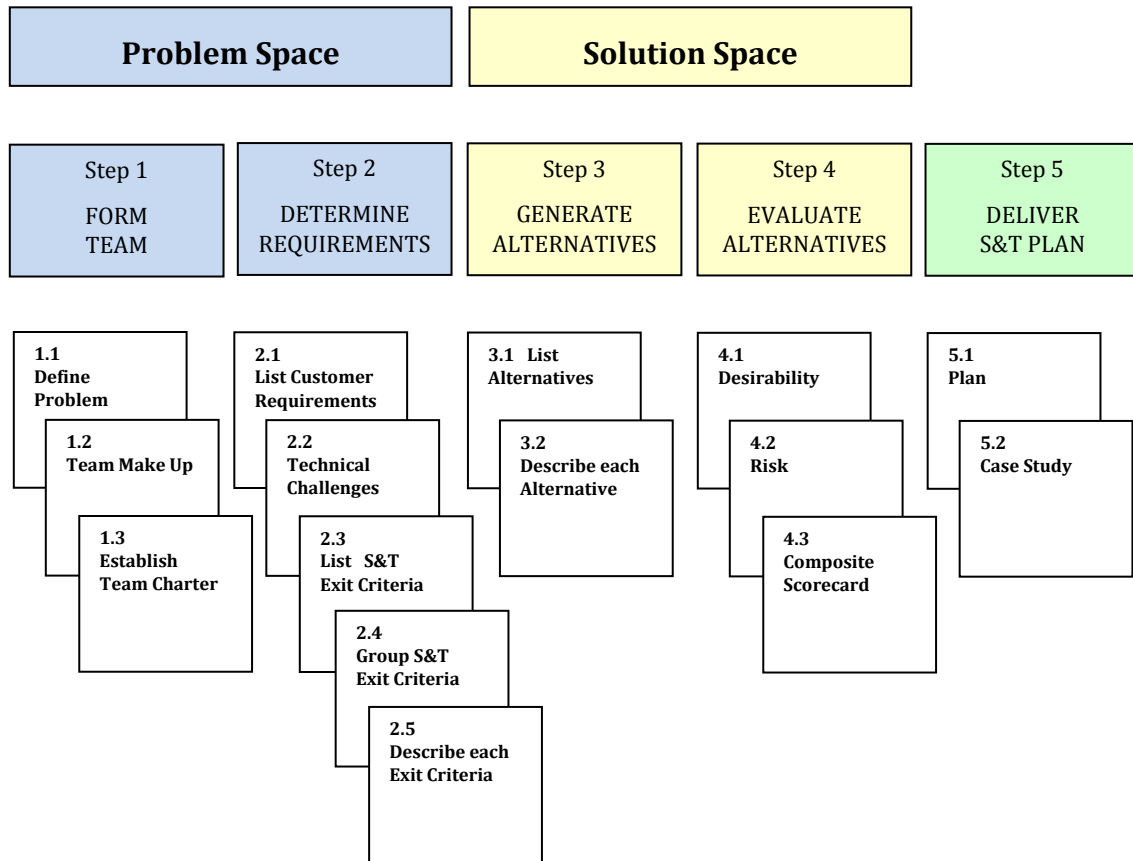 Problem Space
Solution Space
Step 1
FORM
TEAM
Step 2
DETERMINE
REQUIREMENTS
Step 3
GENERATE
ALTERNATIVES
Step 4
EVALUATE
ALTERNATIVES
Step 5
DELIVER
S&T PLAN
1.1
Define
Problem
1.2
Team Make Up
1.3
Establish
Team Charter
2.1
List Customer
Requirements
2.2
Technical
Challenges
2.3
List S&T
Exit Criteria
2.4
Group S&T
Exit Criteria
2.5
Describe each
Exit Criteria
3.1 List
Alternatives
3.2
Describe each
Alternative
4.1
Desirability
4.2
Risk
4.3
Composite
Scorecard
5.1
Plan
5.2
Case Study